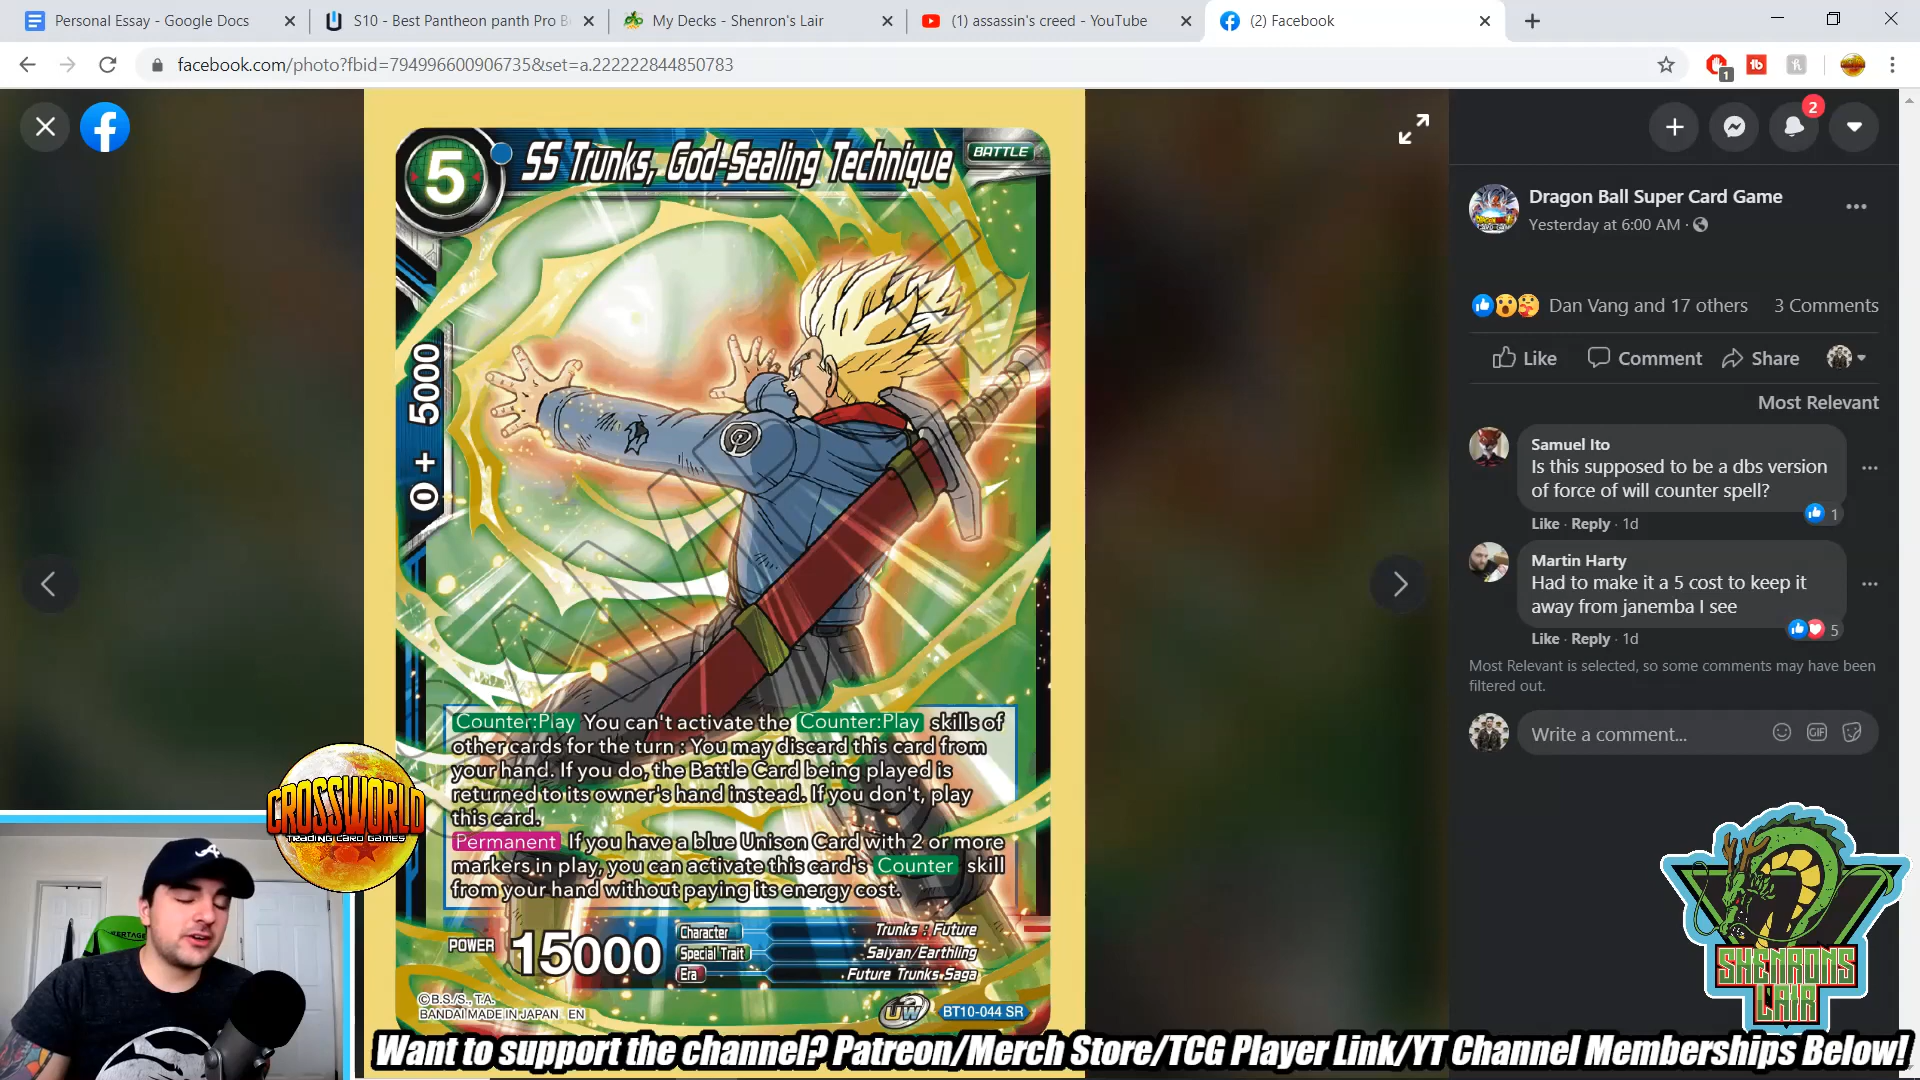 Personal Essay - Google Docs
S10 - Best Pantheon panth Pro B
My Decks - Shenron's Lair
(1) assassin's creed - YouTube
(2) Facebook
facebook.com/photo?fbid=794996600906735&set=a.222222844850783
1
2
5
SS Trunks, God-Sealing Technique
BATTLE
0 + 5000
SAMPLE
Counter:Play You can't activate the Counter:Play skills of
other cards for the turn : You may discard this card from
your hand. If you do, the Battle Card being played is
returned to its owner's hand instead. If you don't, play
this card.
Permanent If you have a blue Unison Card with 2 or more
markers in play, you can activate this card's Counter skill
from your hand without paying its energy cost.
POWER 15000
Character Trunks : Future
Special Trait Saiyan/Earthling
Era Future Trunks Saga
©B.S./S., T.A.
BANDAI MADE IN JAPAN EN
UW
BT10-044 SR
Dragon Ball Super Card Game
Yesterday at 6:00 AM
Dan Vang and 17 others 3 Comments
Like Comment Share
Most Relevant
Samuel Ito
Is this supposed to be a dbs version
of force of will counter spell?
1
Like · Reply · 1d
Martin Harty
Had to make it a 5 cost to keep it
away from janemba I see
5
Like · Reply · 1d
Most Relevant is selected, so some comments may have been
filtered out.
Write a comment...
GIF
CROSSWORLD
TRADING CARD GAMES
SHENRONS
LAIR
Want to support the channel? Patreon/Merch Store/TCG Player Link/YT Channel Memberships Below!